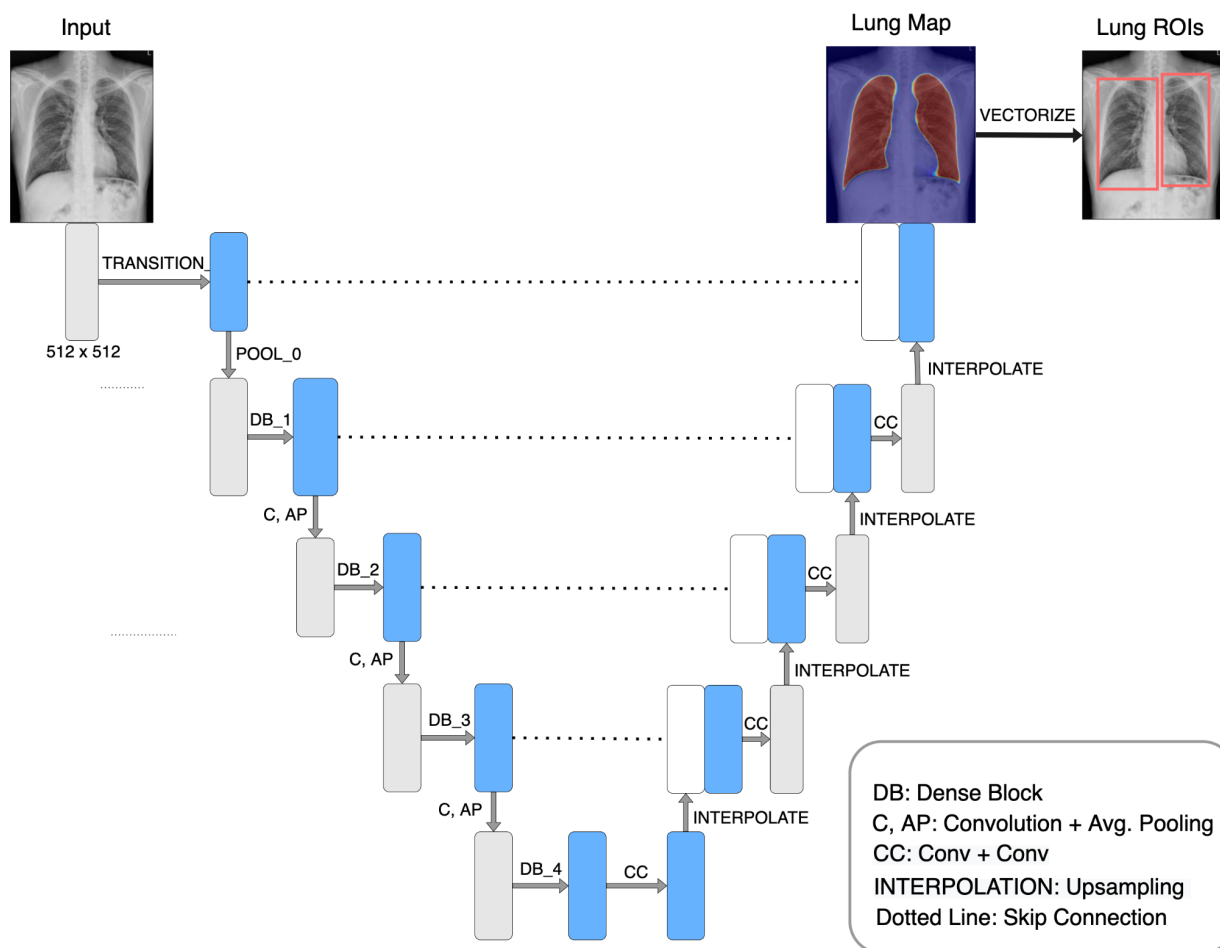 Input
Lung Map
Lung ROIs
L
L
L
VECTORIZE
TRANSITION_
512 x 512
POOL_0
INTERPOLATE
DB_1
CC
C, AP
INTERPOLATE
DB_2
CC
C, AP
INTERPOLATE
DB_3
CC
C, AP
INTERPOLATE
DB_4
CC
DB: Dense Block
C, AP: Convolution + Avg. Pooling
CC: Conv + Conv
INTERPOLATION: Upsampling
Dotted Line: Skip Connection